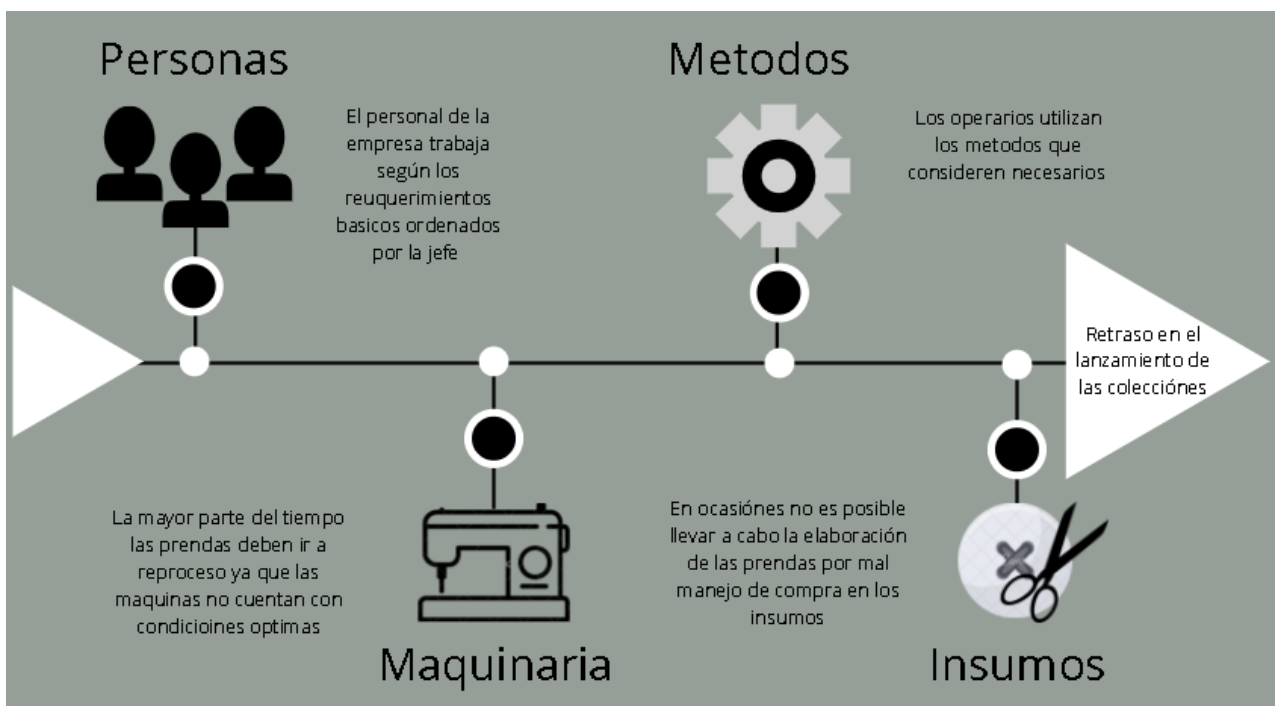 Personas
El personal de la
empresa trabaja
según los
reuquerimientos
basicos ordenados
por la jefe
Metodos
Los operarios utilizan
los metodos que
consideren necesarios
Retraso en el
lanzamiento de
las colecciónes
La mayor parte del tiempo
las prendas deben ir a
reproceso ya que las
maquinas no cuentan con
condicioines optimas
Maquinaria
En ocasiónes no es posible
llevar a cabo la elaboración
de las prendas por mal
manejo de compra en los
insumos
Insumos